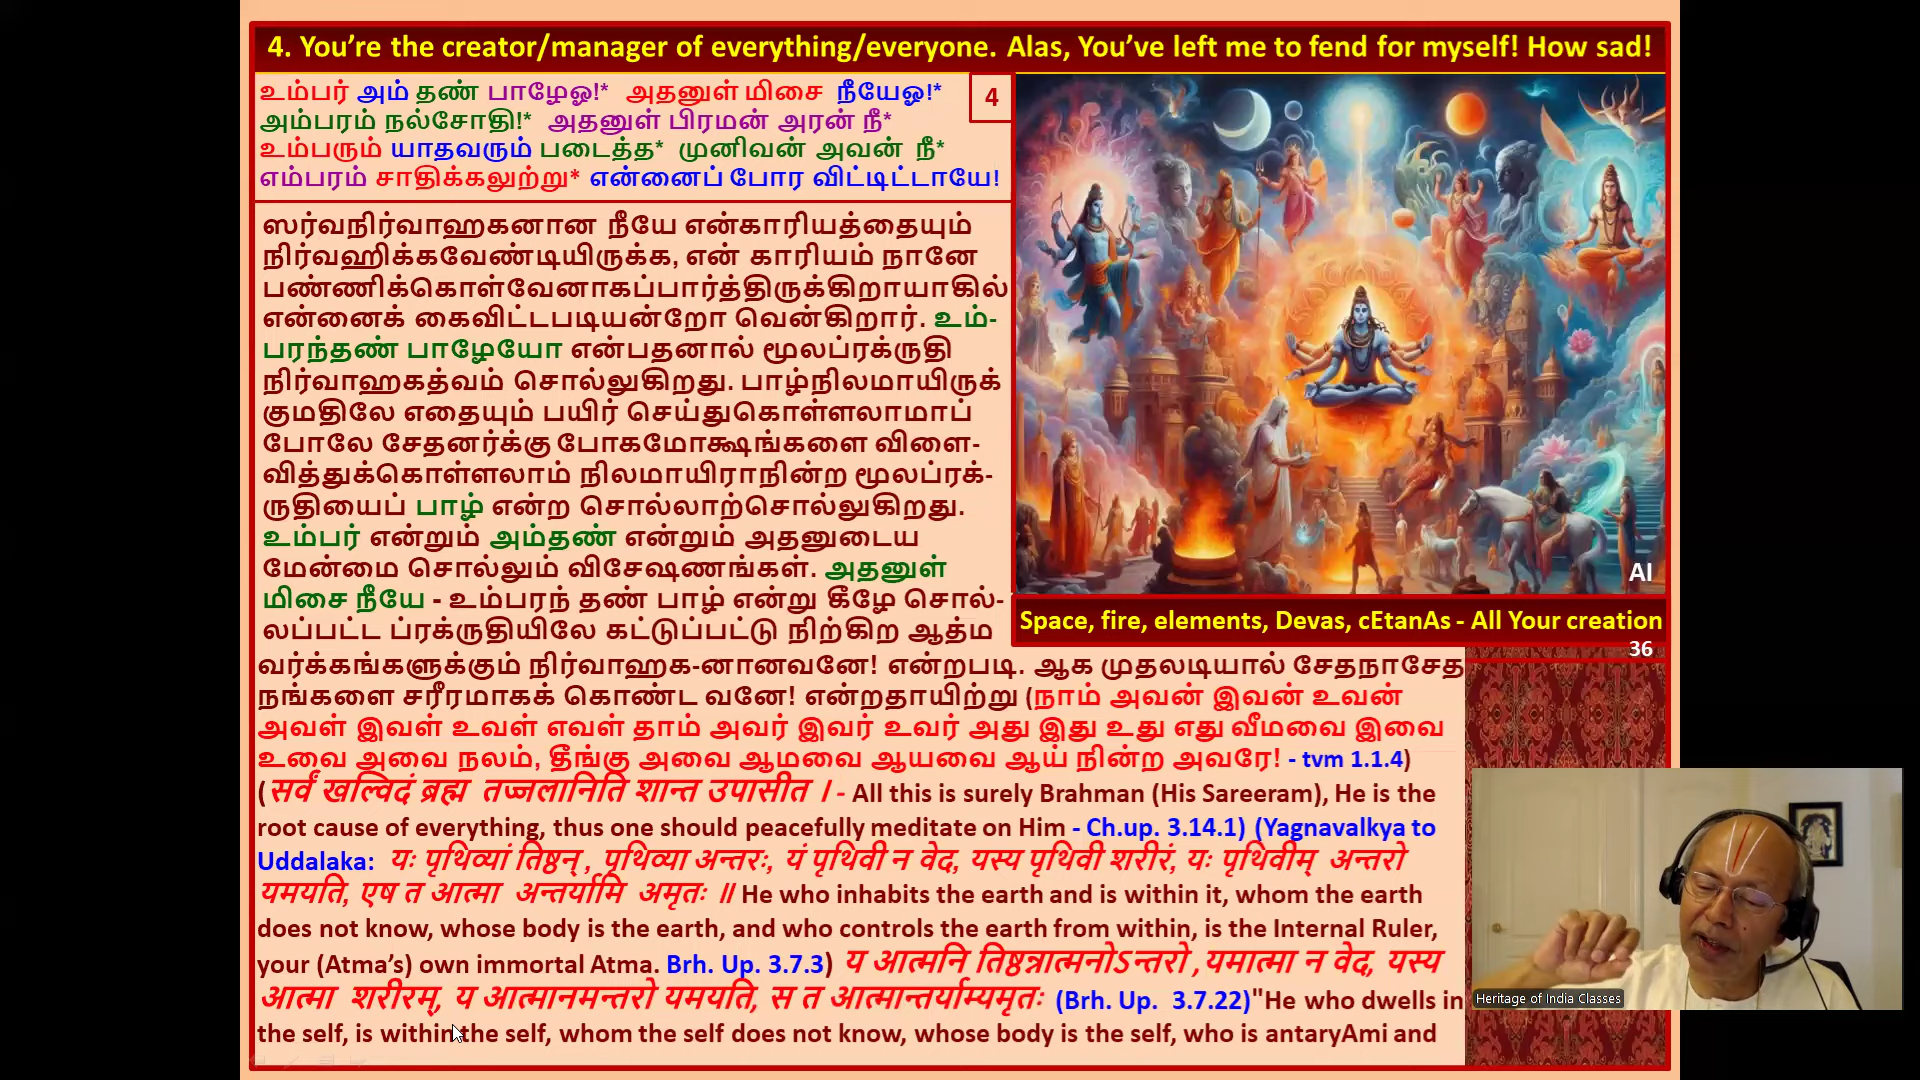 4. You’re the creator/manager of everything/everyone. Alas, You’ve left me to fend for myself! How sad!
உம்பர் அம் தண் பாழேஓ!* அதனுள் மிசை நீயேஓ!*
அம்பரம் நல்சோதி!* அதனுள் பிரமன் அரன் நீ*
உம்பரும் யாதவரும் படைத்த* முனிவன் அவன் நீ*
எம்பரம் சாதிக்கலுற்று* என்னைப் போர விட்டிட்டாயே!
4
ஸர்வநிர்வாஹகனான நீயே என்காரியத்தையும்
நிர்வஹிக்கவேண்டியிருக்க, என் காரியம் நானே
பண்ணிக்கொள்வேனாகப்பார்த்திருக்கிறாயாகில்
என்னைக் கைவிட்டபடியன்றோ வென்கிறார். உம்-
பரந்தண் பாழேயோ என்பதனால் மூலப்ரக்ருதி
நிர்வாஹகத்வம் சொல்லுகிறது. பாழ்நிலமாயிருக்
குமதிலே எதையும் பயிர் செய்துகொள்ளலாமாப்
போலே சேதனர்க்கு போகமோக்ஷங்களை விளை-
வித்துக்கொள்ளலாம் நிலமாயிராநின்ற மூலப்ரக்-
ருதியைப் பாழ் என்ற சொல்லாற்சொல்லுகிறது.
உம்பர் என்றும் அம்தண் என்றும் அதனுடைய
மேன்மை சொல்லும் விசேஷணங்கள். அதனுள்
மிசை நீயே - உம்பரந் தண் பாழ் என்று கீழே சொல்-
லப்பட்ட ப்ரக்ருதியிலே கட்டுப்பட்டு நிற்கிற ஆத்ம
AI
Space, fire, elements, Devas, cEtanAs - All Your creation
36
வர்க்கங்களுக்கும் நிர்வாஹக-னானவனே! என்றபடி. ஆக முதலடியால் சேதநாசேத
நங்களை சரீரமாகக் கொண்ட வனே! என்றதாயிற்று (நாம் அவன் இவன் உவன்
அவள் இவள் உவள் எவள் தாம் அவர் இவர் உவர் அது இது உது எது வீமவை இவை
உவை அவை நலம், தீங்கு அவை ஆமவை ஆயவை ஆய் நின்ற அவரே! - tvm 1.1.4)
(सर्वं खल्विदं ब्रह्म तज्जलानिति शान्त उपासीत । - All this is surely Brahman (His Sareeram), He is the
root cause of everything, thus one should peacefully meditate on Him - Ch.up. 3.14.1) (Yagnavalkya to
Uddalaka: यः पृथिव्यां तिष्ठन् , पृथिव्या अन्तरः, यं पृथिवी न वेद, यस्य पृथिवी शरीरं, यः पृथिवीम् अन्तरो
यमयति, एष त आत्मा अन्तर्यामि अमृतः ॥ He who inhabits the earth and is within it, whom the earth
does not know, whose body is the earth, and who controls the earth from within, is the Internal Ruler,
your (Atma’s) own immortal Atma. Brh. Up. 3.7.3) य आत्मनि तिष्ठन्नात्मनोऽन्तरो ,यमात्मा न वेद, यस्य
आत्मा शरीरम्, य आत्मानमन्तरो यमयति, स त आत्मान्तर्याम्यमृतः (Brh. Up. 3.7.22)"He who dwells in
the self, is within the self, whom the self does not know, whose body is the self, who is antaryAmi and
Heritage of India Classes